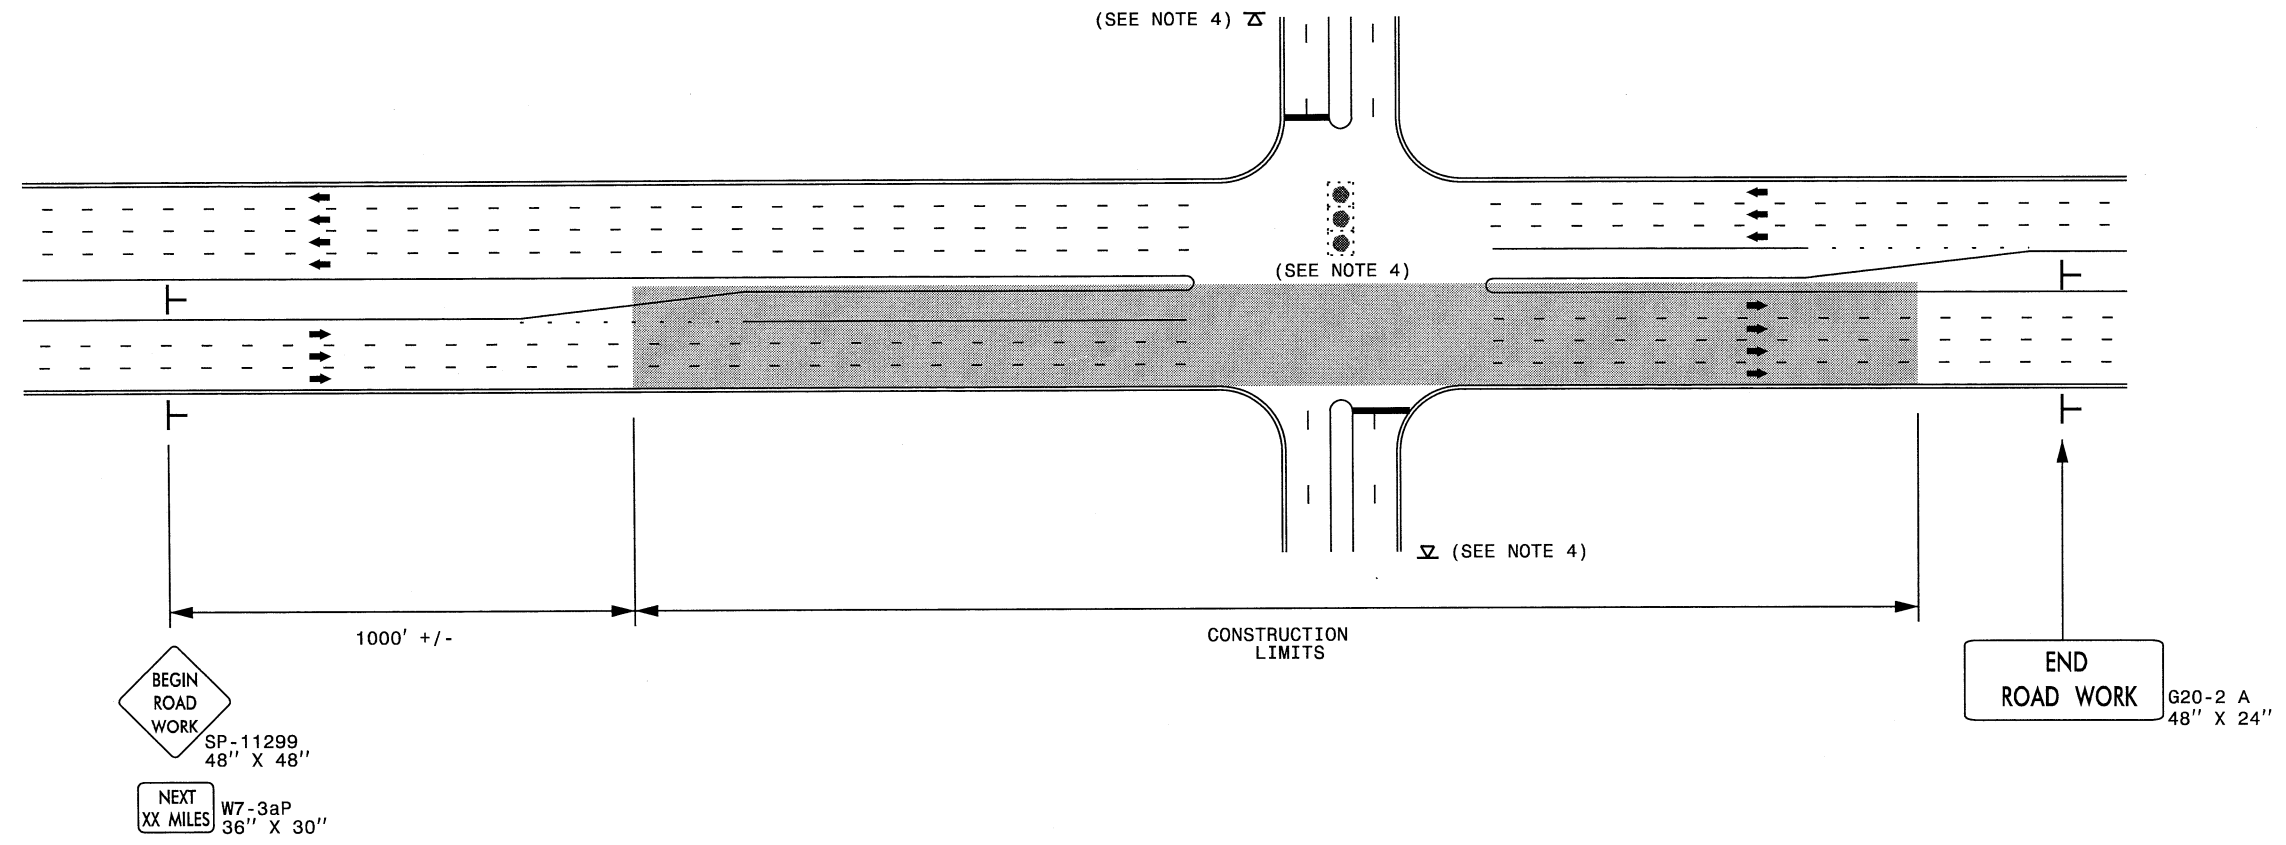 (SEE NOTE 4)
(SEE NOTE 4)
(SEE NOTE 4)
1000' +/-
CONSTRUCTION
LIMITS
BEGIN
ROAD
WORK
SP-11299
48" X 48"
NEXT
XX MILES
W7-3aP
36" X 30"
END
ROAD WORK
G20-2 A
48" X 24"